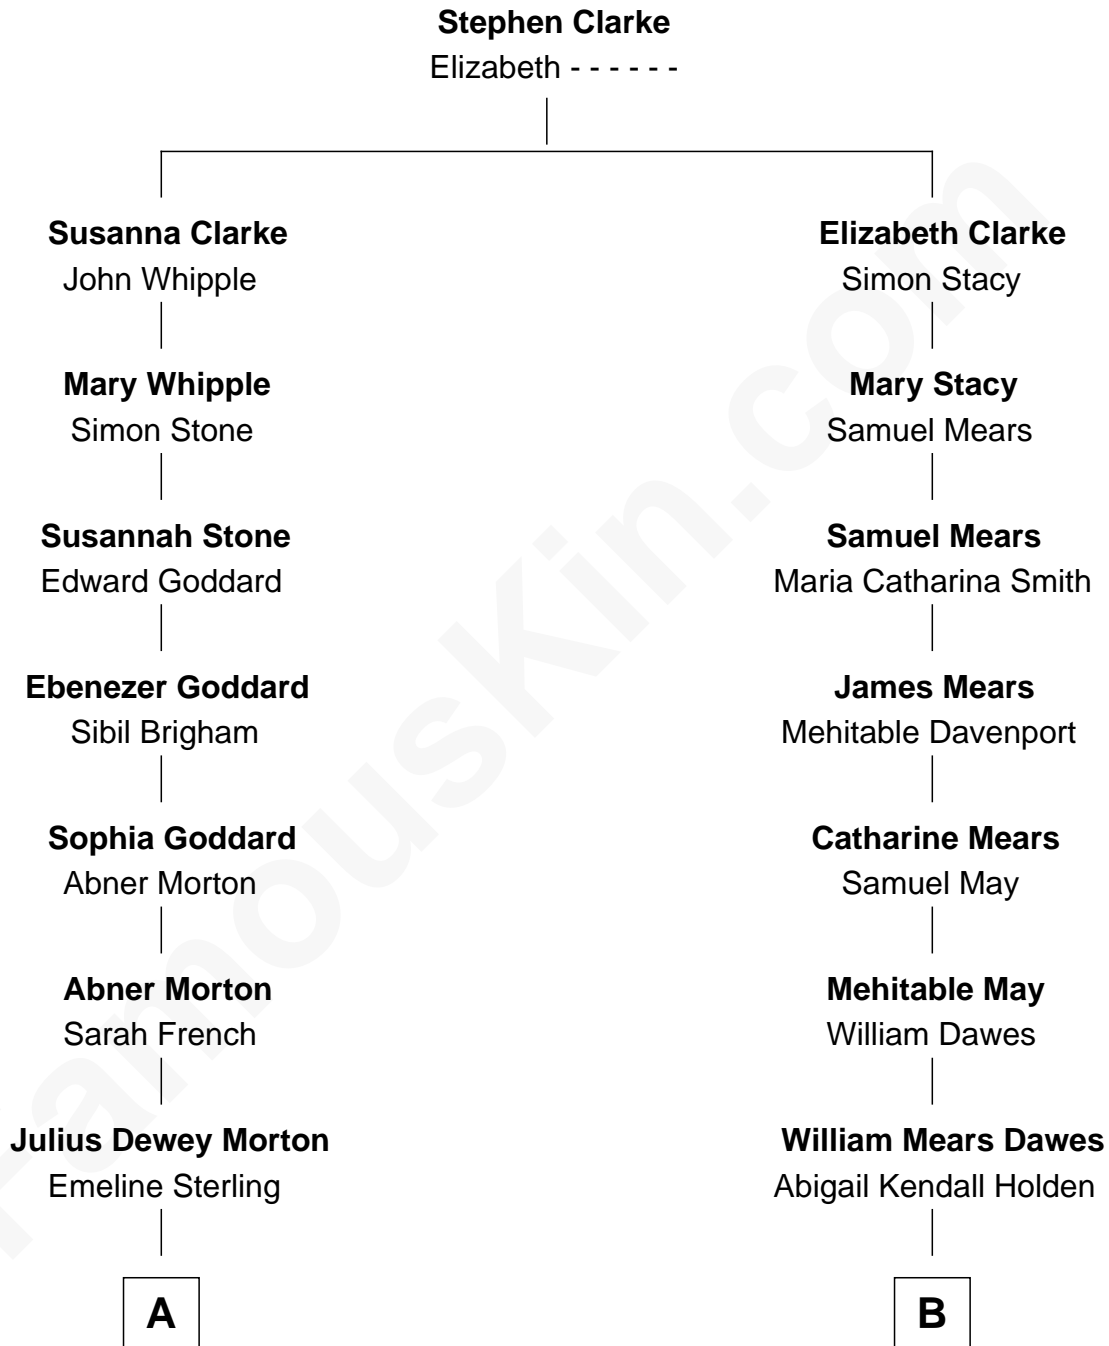 Stephen Clarke
Elizabeth - - - - - -
Susanna Clarke
John Whipple
Elizabeth Clarke
Simon Stacy
Mary Whipple
Simon Stone
Mary Stacy
Samuel Mears
Susannah Stone
Edward Goddard
Samuel Mears
Maria Catharina Smith
Ebenezer Goddard
Sibil Brigham
James Mears
Mehitable Davenport
Sophia Goddard
Abner Morton
Catharine Mears
Samuel May
Abner Morton
Sarah French
Mehitable May
William Dawes
Julius Dewey Morton
Emeline Sterling
William Mears Dawes
Abigail Kendall Holden
A
B
FamousKin.com